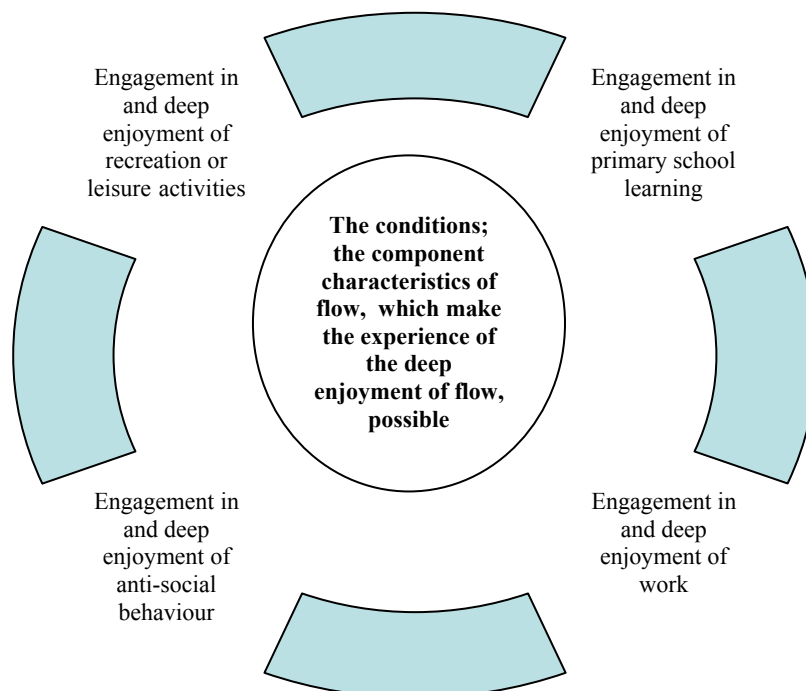 Engagement in
and deep
enjoyment of
recreation or
leisure activities
Engagement in
and deep
enjoyment of
primary school
learning
The conditions;
the component
characteristics of
flow, which make
the experience of
the deep
enjoyment of flow,
possible
Engagement in
and deep
enjoyment of
anti-social
behaviour
Engagement in
and deep
enjoyment of
work